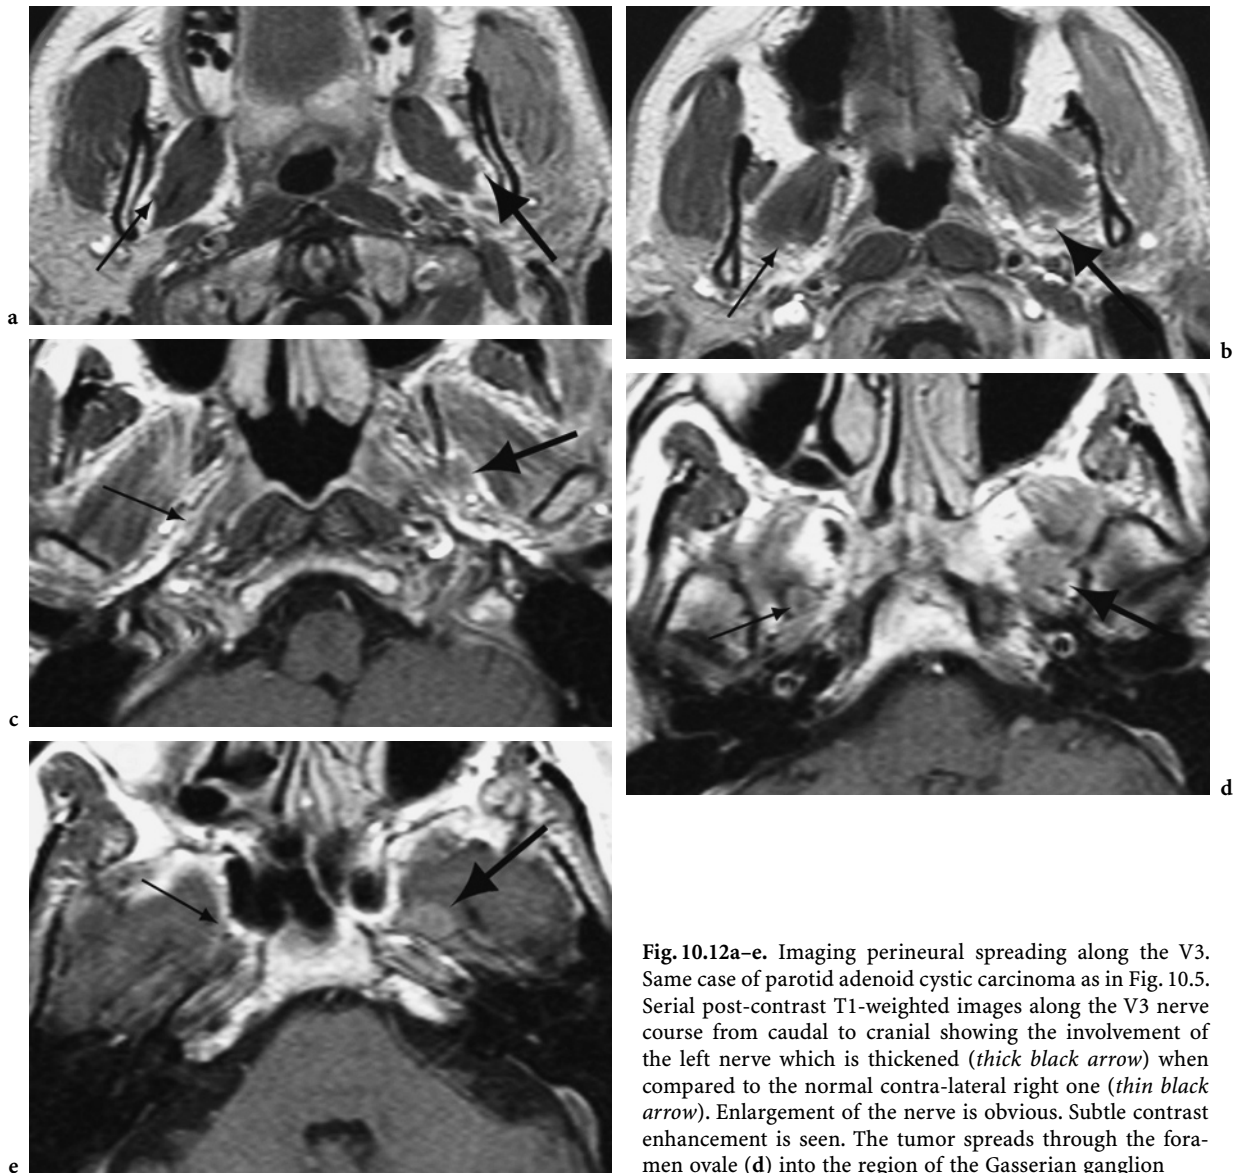 a
b
c
d
e
Fig. 10.12a–e. Imaging perineural spreading along the V3.
Same case of parotid adenoid cystic carcinoma as in Fig. 10.5.
Serial post-contrast T1-weighted images along the V3 nerve
course from caudal to cranial showing the involvement of
the left nerve which is thickened (thick black arrow) when
compared to the normal contra-lateral right one (thin black
arrow). Enlargement of the nerve is obvious. Subtle contrast
enhancement is seen. The tumor spreads through the fora-
men ovale (d) into the region of the Gasserian ganglion